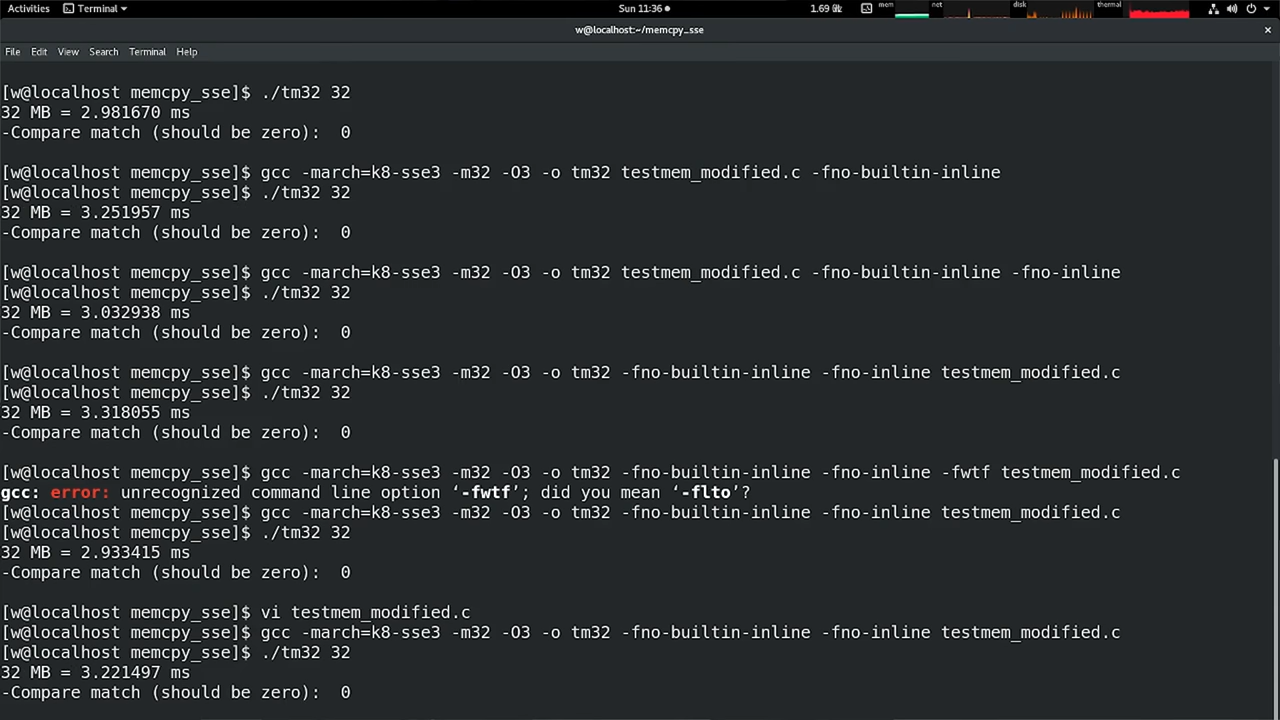 Activities Terminal Sun 11:36 1.69 GHz mem net disk thermal
w@localhost:~/memcpy_sse ×
File Edit View Search Terminal Help
[w@localhost memcpy_sse]$ ./tm32 32
32 MB = 2.981670 ms
-Compare match (should be zero):  0
[w@localhost memcpy_sse]$ gcc -march=k8-sse3 -m32 -O3 -o tm32 testmem_modified.c -fno-builtin-inline
[w@localhost memcpy_sse]$ ./tm32 32
32 MB = 3.251957 ms
-Compare match (should be zero):  0
[w@localhost memcpy_sse]$ gcc -march=k8-sse3 -m32 -O3 -o tm32 testmem_modified.c -fno-builtin-inline -fno-inline
[w@localhost memcpy_sse]$ ./tm32 32
32 MB = 3.032938 ms
-Compare match (should be zero):  0
[w@localhost memcpy_sse]$ gcc -march=k8-sse3 -m32 -O3 -o tm32 -fno-builtin-inline -fno-inline testmem_modified.c
[w@localhost memcpy_sse]$ ./tm32 32
32 MB = 3.318055 ms
-Compare match (should be zero):  0
[w@localhost memcpy_sse]$ gcc -march=k8-sse3 -m32 -O3 -o tm32 -fno-builtin-inline -fno-inline -fwtf testmem_modified.c
gcc: error: unrecognized command line option ‘-fwtf’; did you mean ‘-flto’?
[w@localhost memcpy_sse]$ gcc -march=k8-sse3 -m32 -O3 -o tm32 -fno-builtin-inline -fno-inline testmem_modified.c
[w@localhost memcpy_sse]$ ./tm32 32
32 MB = 2.933415 ms
-Compare match (should be zero):  0
[w@localhost memcpy_sse]$ vi testmem_modified.c
[w@localhost memcpy_sse]$ gcc -march=k8-sse3 -m32 -O3 -o tm32 -fno-builtin-inline -fno-inline testmem_modified.c
[w@localhost memcpy_sse]$ ./tm32 32
32 MB = 3.221497 ms
-Compare match (should be zero):  0